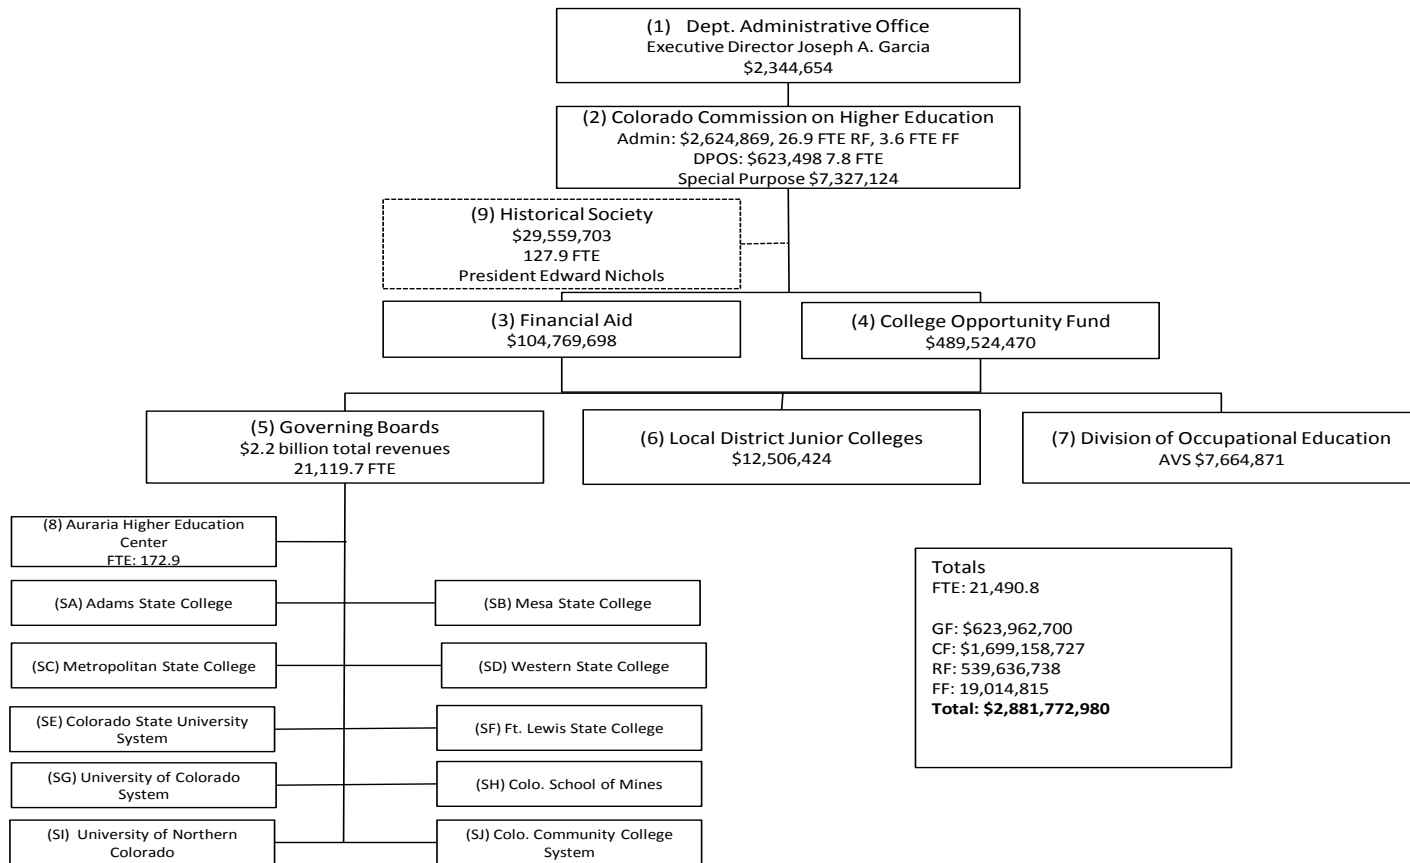 (1) Dept. Administrative Office
Executive Director Joseph A. Garcia
$2,344,654
(2) Colorado Commission on Higher Education
Admin: $2,624,869, 26.9 FTE RF, 3.6 FTE FF
DPOS: $623,498 7.8 FTE
Special Purpose $7,327,124
(9) Historical Society
$29,559,703
127.9 FTE
President Edward Nichols
(3) Financial Aid
$104,769,698
(4) College Opportunity Fund
$489,524,470
(5) Governing Boards
$2.2 billion total revenues
21,119.7 FTE
(6) Local District Junior Colleges
$12,506,424
(7) Division of Occupational Education
AVS $7,664,871
(8) Auraria Higher Education
Center
FTE: 172.9
(SA) Adams State College
(SB) Mesa State College
(SC) Metropolitan State College
(SD) Western State College
(SE) Colorado State University
System
(SF) Ft. Lewis State College
(SG) University of Colorado
System
(SH) Colo. School of Mines
(SI) University of Northern
Colorado
(SJ) Colo. Community College
System
Totals
FTE: 21,490.8
GF: $623,962,700
CF: $1,699,158,727
RF: 539,636,738
FF: 19,014,815
Total: $2,881,772,980